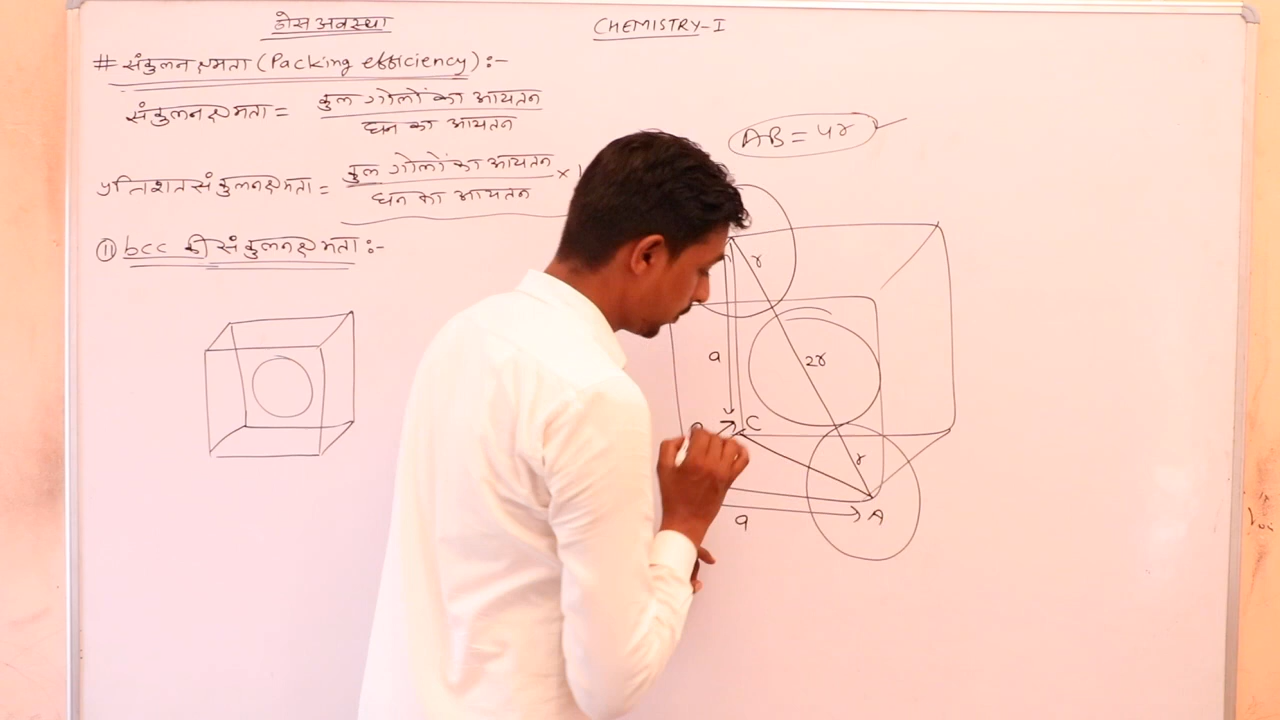 ठोस अवस्था
CHEMISTRY-I
# संकुलन क्षमता (Packing efficiency) :-
संकुलन क्षमता = कुल गोलों का आयतन
घन का आयतन
प्रतिशत संकुलन क्षमता = कुल गोलों का आयतन ×
घन का आयतन
(ii) bcc की संकुलन क्षमता :-
AB = 4r
r
a
2r
C
r
a
A